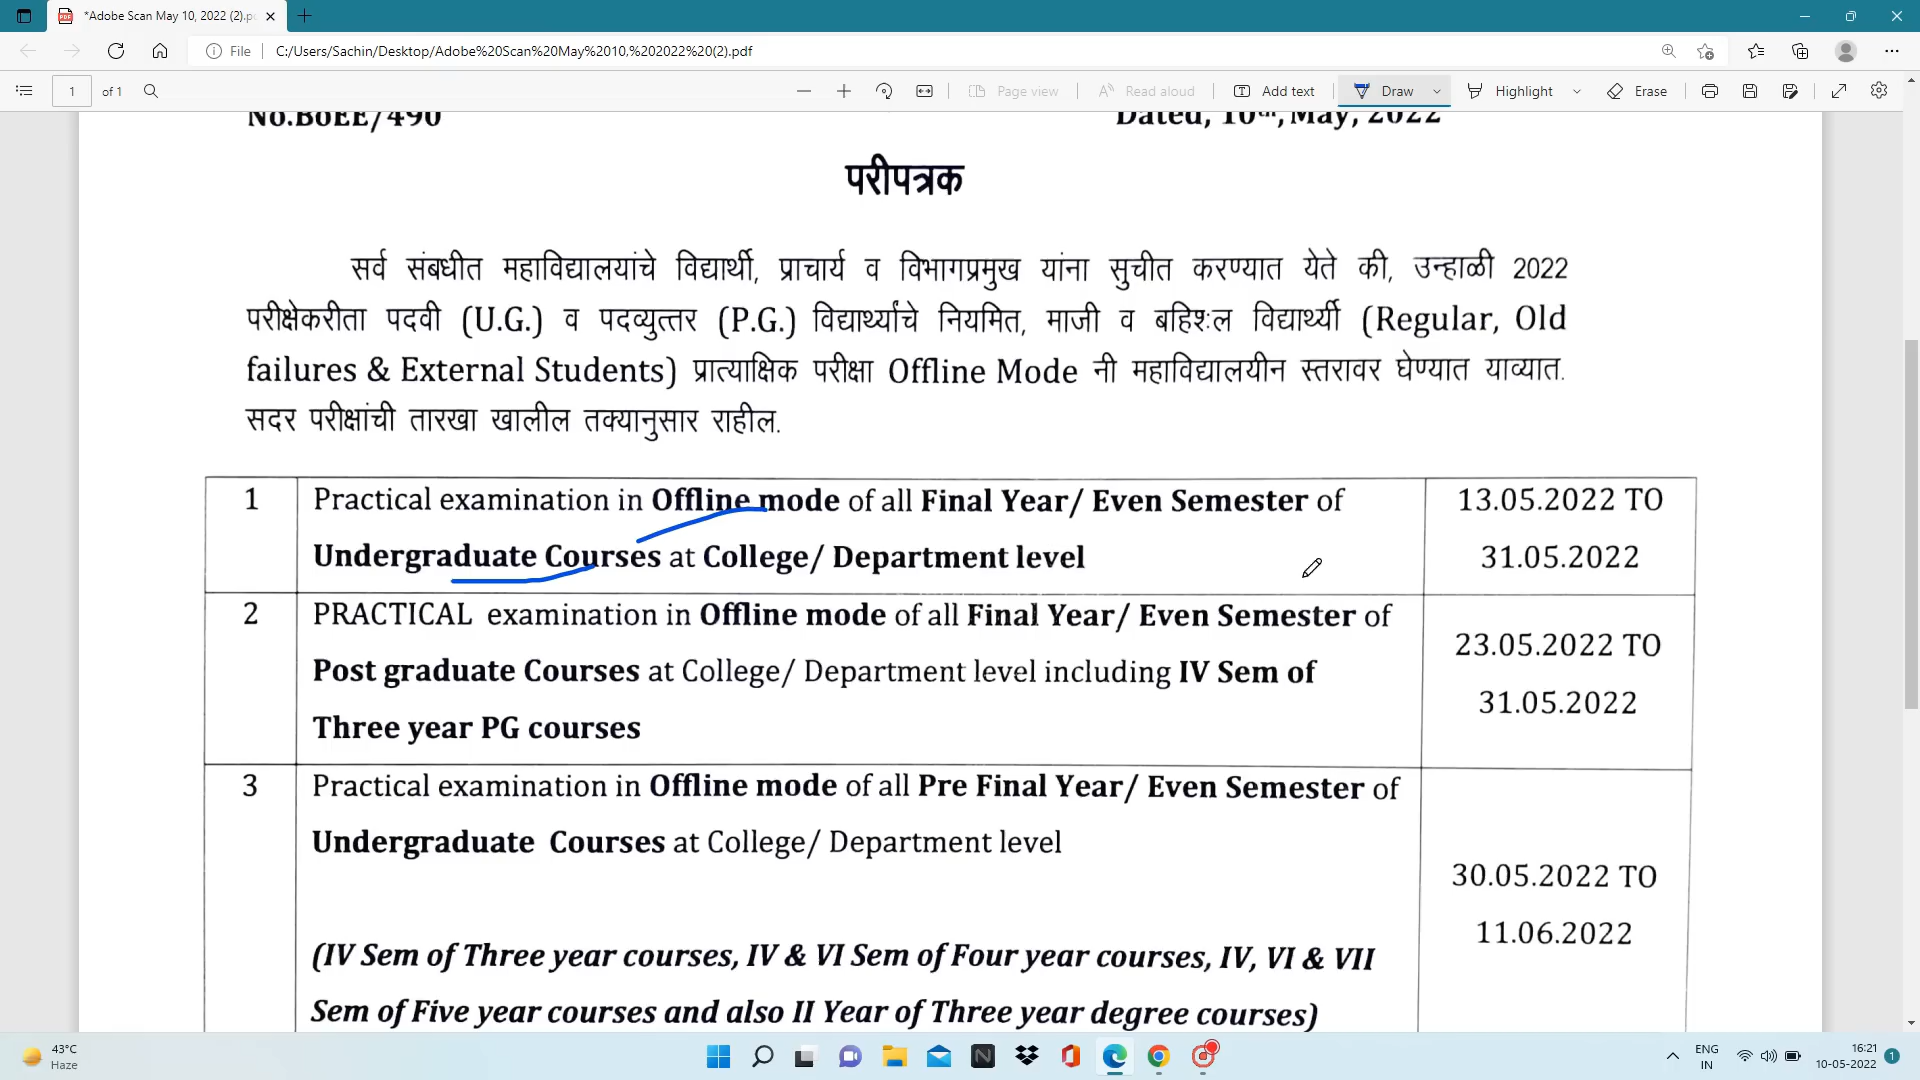 *Adobe Scan May 10, 2022 (2).p
File
C:/Users/Sachin/Desktop/Adobe%20Scan%20May%2010,%202022%20(2).pdf
1 of 1
Page view
Read aloud
Add text
Draw
Highlight
Erase
No.BoEE/490 Dated, 10th, May, 2022
परीपत्रक
सर्व संबधीत महाविद्यालयांचे विद्यार्थी, प्राचार्य व विभागप्रमुख यांना सुचीत करण्यात येते की, उन्हाळी 2022
परीक्षेकरीता पदवी (U.G.) व पदव्युत्तर (P.G.) विद्यार्थ्यांचे नियमित, माजी व बहिश:ल विद्यार्थ्यी (Regular, Old
failures & External Students) प्रात्याक्षिक परीक्षा Offline Mode नी महाविद्यालयीन स्तरावर घेण्यात याव्यात.
सदर परीक्षांची तारखा खालील तक्यानुसार राहील.
1 Practical examination in Offline mode of all Final Year/ Even Semester of 13.05.2022 TO
Undergraduate Courses at College/ Department level 31.05.2022
2 PRACTICAL examination in Offline mode of all Final Year/ Even Semester of 23.05.2022 TO
Post graduate Courses at College/ Department level including IV Sem of 31.05.2022
Three year PG courses
3 Practical examination in Offline mode of all Pre Final Year/ Even Semester of
Undergraduate Courses at College/ Department level 30.05.2022 TO
11.06.2022
(IV Sem of Three year courses, IV & VI Sem of Four year courses, IV, VI & VII
Sem of Five year courses and also II Year of Three year degree courses)
43°C
Haze
ENG
IN
16:21
10-05-2022
1